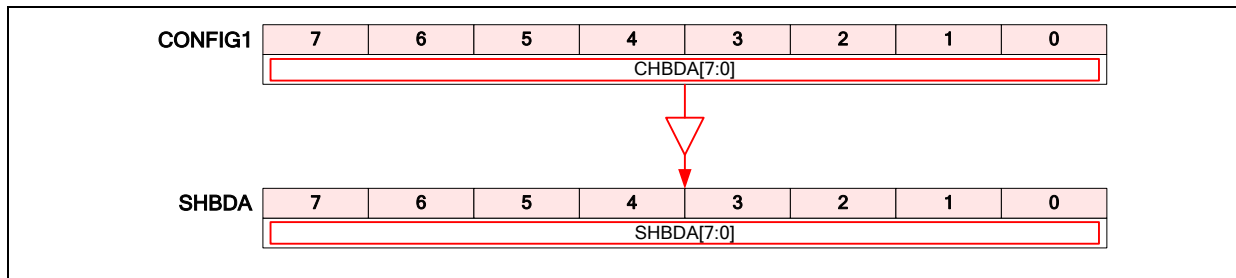 CONFIG1 7 6 5 4 3 2 1 0
CHBDA[7:0]
SHBDA 7 6 5 4 3 2 1 0
SHBDA[7:0]